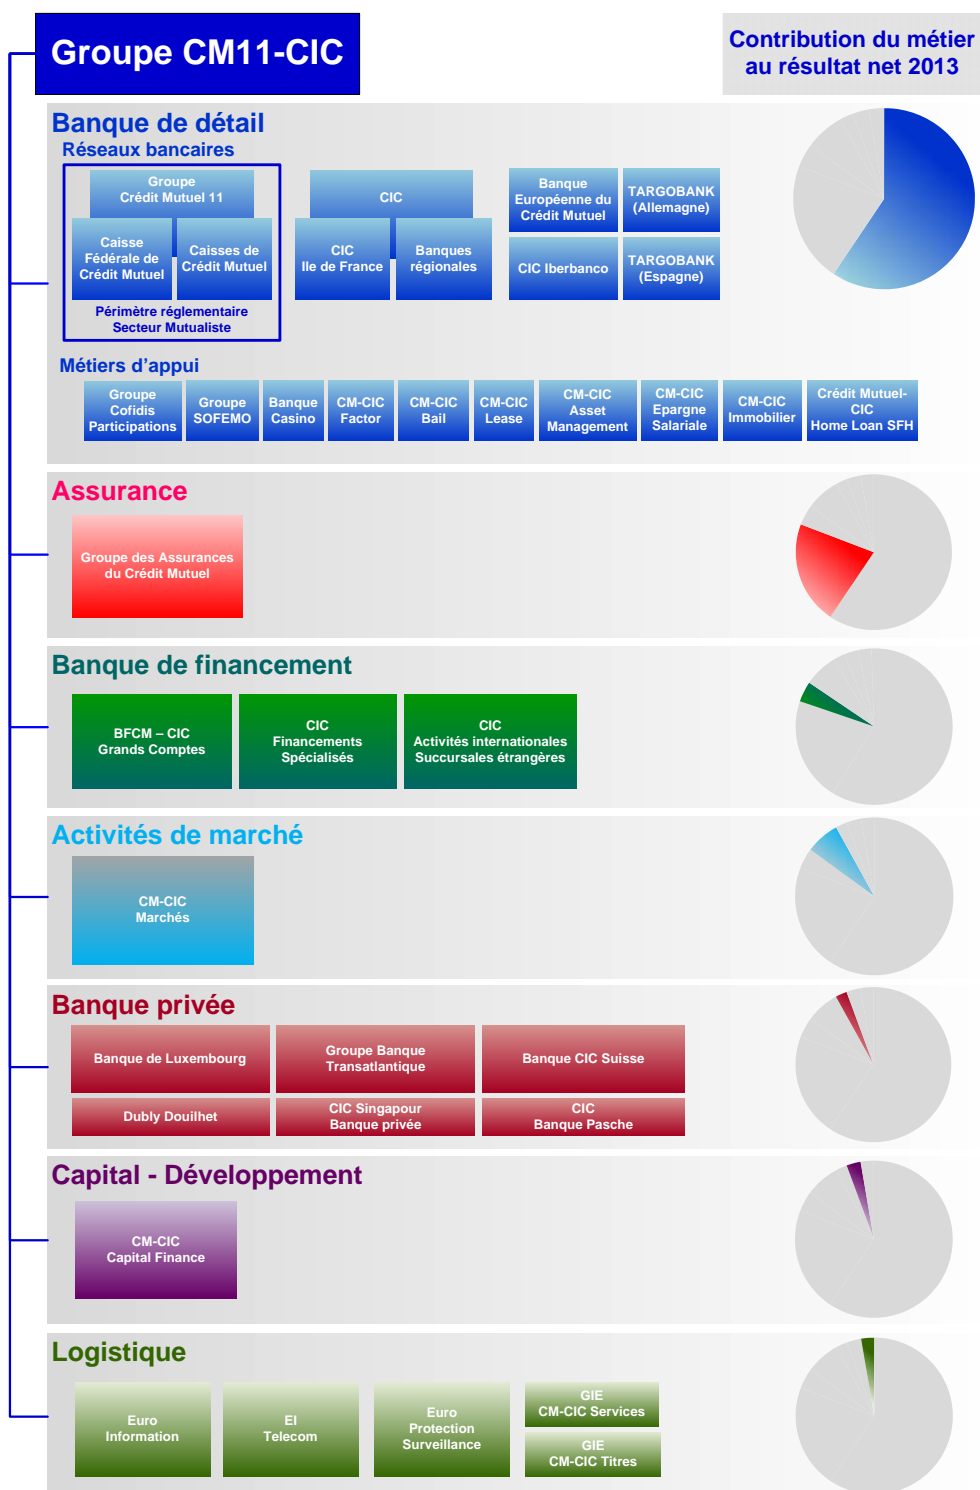 Groupe CM11-CIC
Contribution du métier
au résultat net 2013
Banque de détail
Réseaux bancaires
Groupe
Crédit Mutuel 11
Caisse
Fédérale de
Crédit Mutuel
Caisses de
Crédit Mutuel
Périmètre réglementaire
Secteur Mutualiste
CIC
CIC
Ile de France
Banques
régionales
Banque
Européenne du
Crédit Mutuel
TARGOBANK
(Allemagne)
CIC Iberbanco
TARGOBANK
(Espagne)
Métiers d'appui
Groupe
Cofidis
Participations
Groupe
SOFEMO
Banque
Casino
CM-CIC
Factor
CM-CIC
Bail
CM-CIC
Lease
CM-CIC
Asset
Management
CM-CIC
Epargne
Salariale
CM-CIC
Immobilier
Crédit Mutuel-
CIC
Home Loan SFH
Assurance
Groupe des Assurances
du Crédit Mutuel
Banque de financement
BFCM – CIC
Grands Comptes
CIC
Financements
Spécialisés
CIC
Activités internationales
Succursales étrangères
Activités de marché
CM-CIC
Marchés
Banque privée
Banque de Luxembourg
Groupe Banque
Transatlantique
Banque CIC Suisse
Dubly Douilhet
CIC Singapour
Banque privée
CIC
Banque Pasche
Capital - Développement
CM-CIC
Capital Finance
Logistique
Euro
Information
EI
Telecom
Euro
Protection
Surveillance
GIE
CM-CIC Services
GIE
CM-CIC Titres